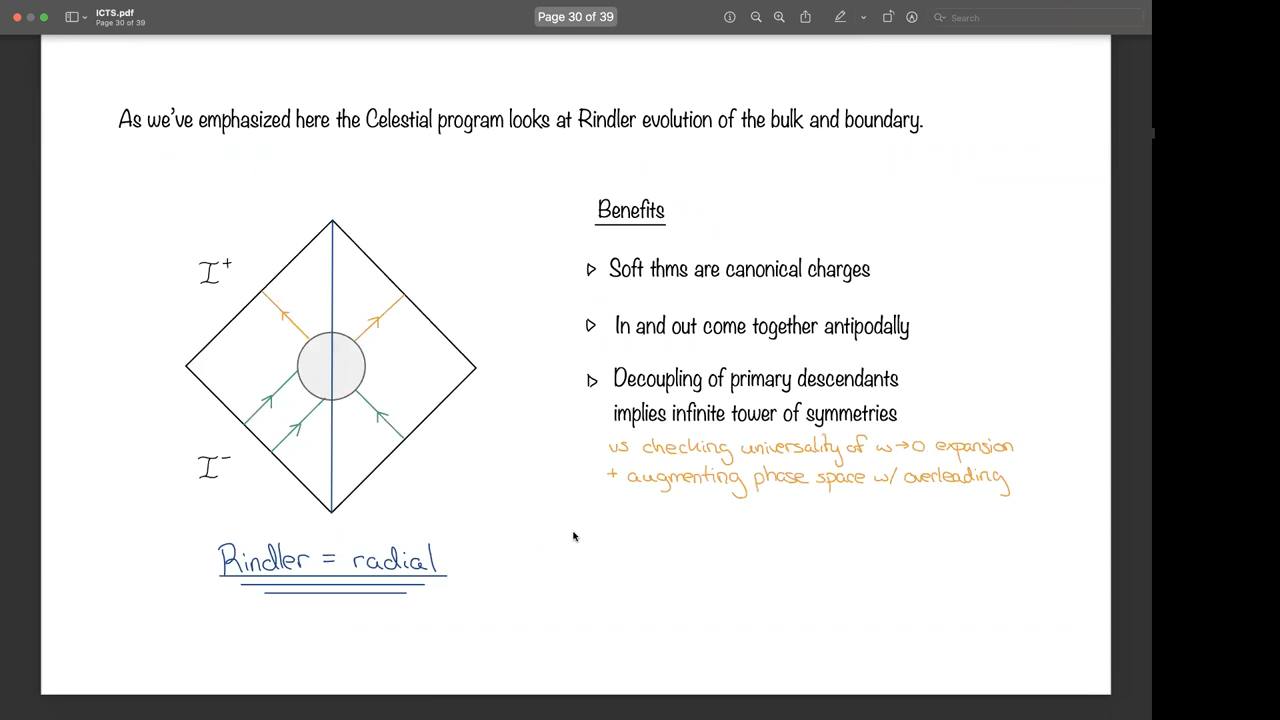 ICTS.pdf
Page 30 of 39
Page 30 of 39
Search
As we've emphasized here the Celestial program looks at Rindler evolution of the bulk and boundary.
Benefits
Soft thms are canonical charges
In and out come together antipodally
Decoupling of primary descendants
implies infinite tower of symmetries
vs checking universality of ω→0 expansion
+ augmenting phase space w/ overleading
I⁺
I⁻
Rindler = radial